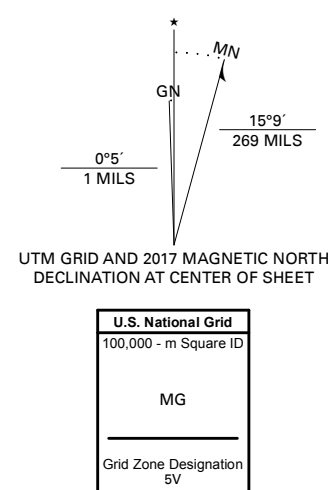 ★
MN
GN
15°9´
269 MILS
0°5´
1 MILS
UTM GRID AND 2017 MAGNETIC NORTH
DECLINATION AT CENTER OF SHEET
U.S. National Grid
100,000 - m Square ID
MG
Grid Zone Designation
5V